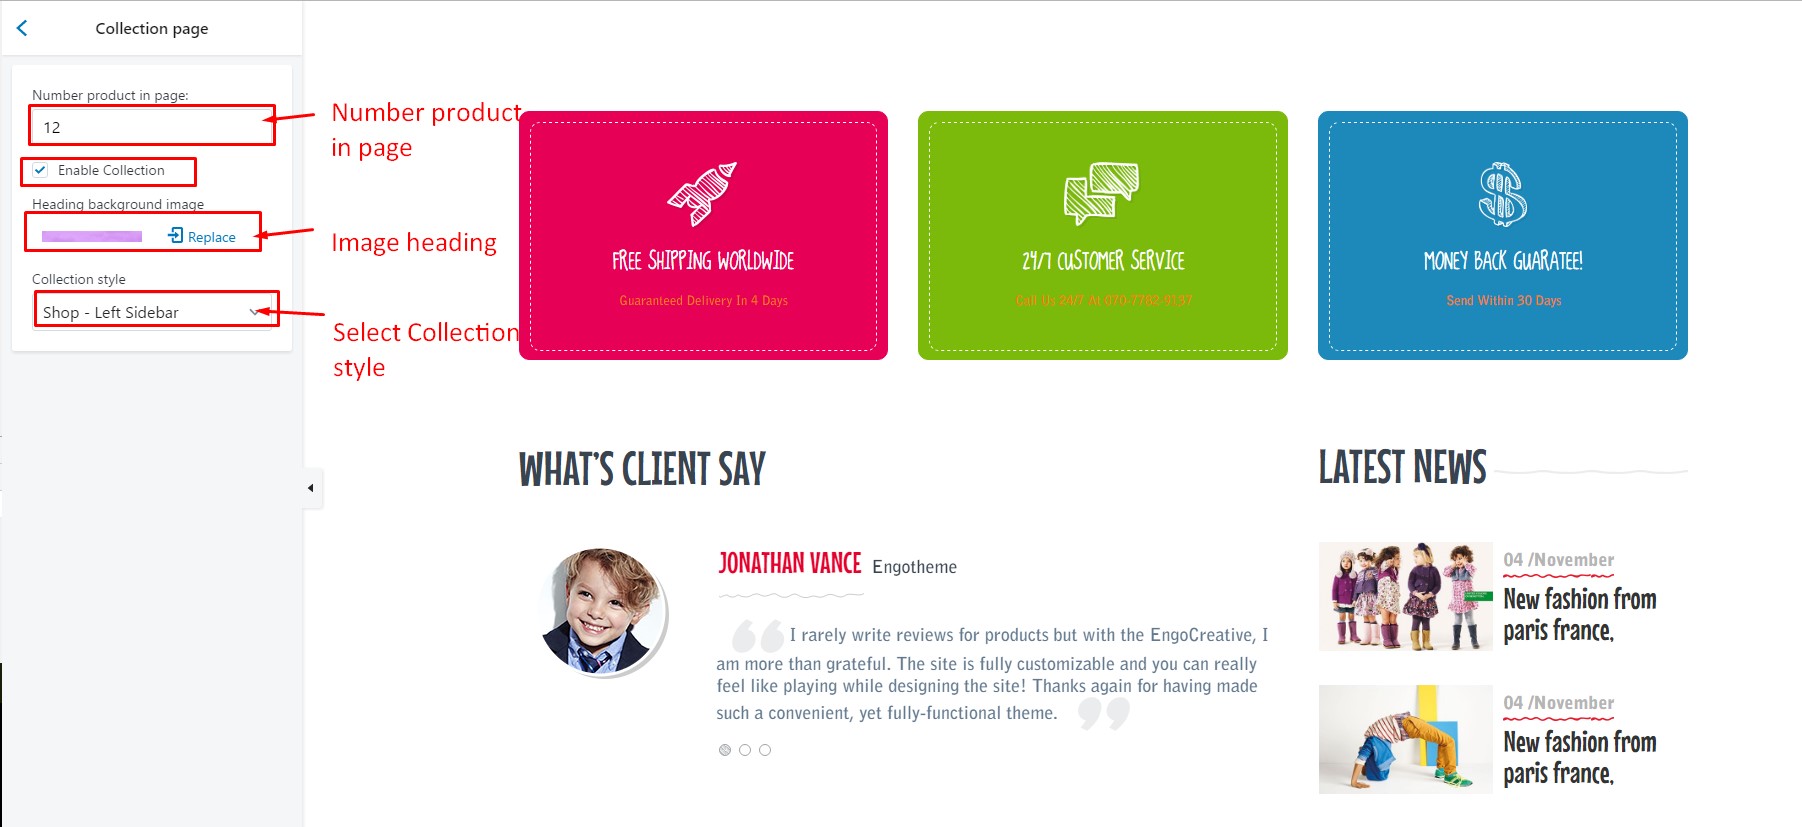 Collection page
Number product in page:
12
Enable Collection
Heading background image
Replace
Collection style
Shop - Left Sidebar
Number product
in page
Image heading
Select Collection
style
FREE SHIPPING WORLDWIDE
Guaranteed Delivery In 4 Days
24/7 CUSTOMER SERVICE
Call Us 24/7 At 070-7782-9137
MONEY BACK GUARATEE!
Send Within 30 Days
WHAT'S CLIENT SAY
JONATHAN VANCE Engotheme
I rarely write reviews for products but with the EngoCreative, I
am more than grateful. The site is fully customizable and you can really
feel like playing while designing the site! Thanks again for having made
such a convenient, yet fully-functional theme.
LATEST NEWS
04 /November
New fashion from
paris france,
04 /November
New fashion from
paris france,